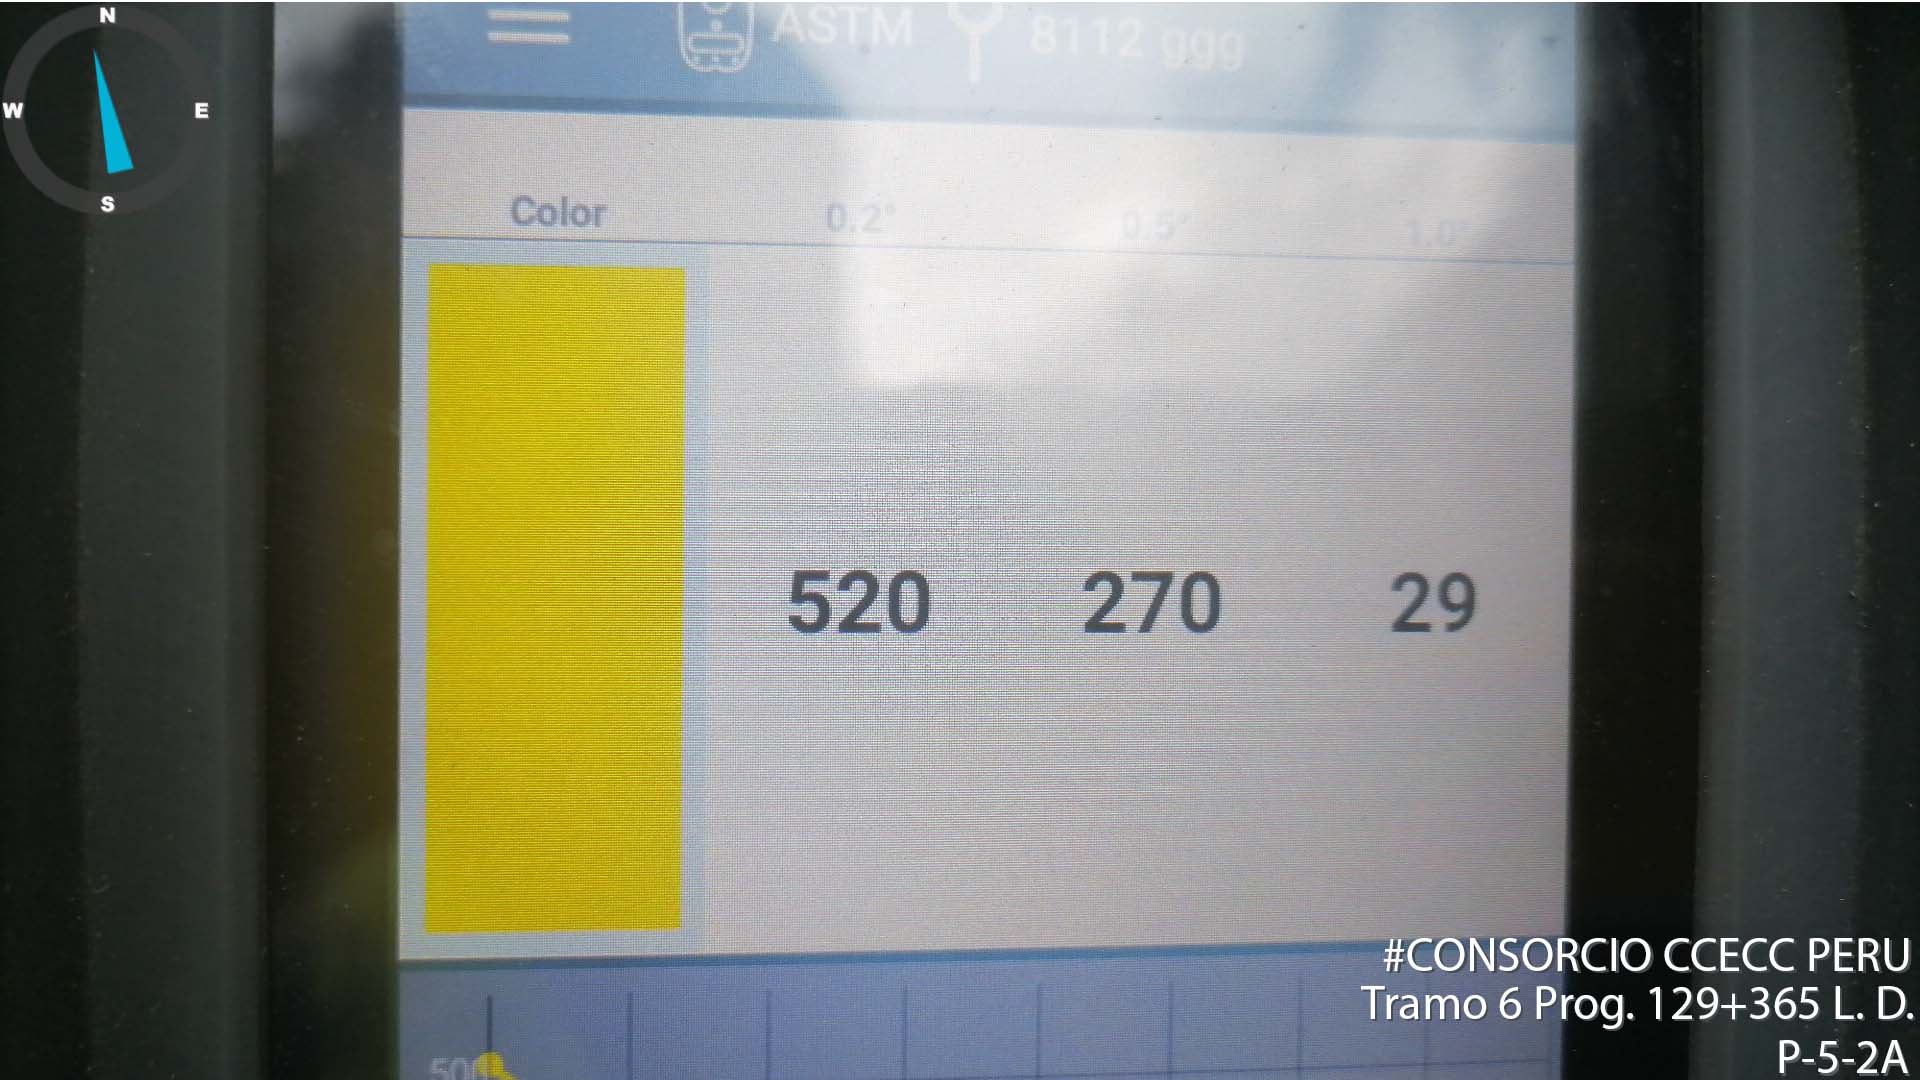 N
W E
S
ASTM 8112 ggg
Color 0.2° 0.5° 1.0°
520 270 29
500
#CONSORCIO CCECC PERU
Tramo 6 Prog. 129+365 L. D.
P-5-2A